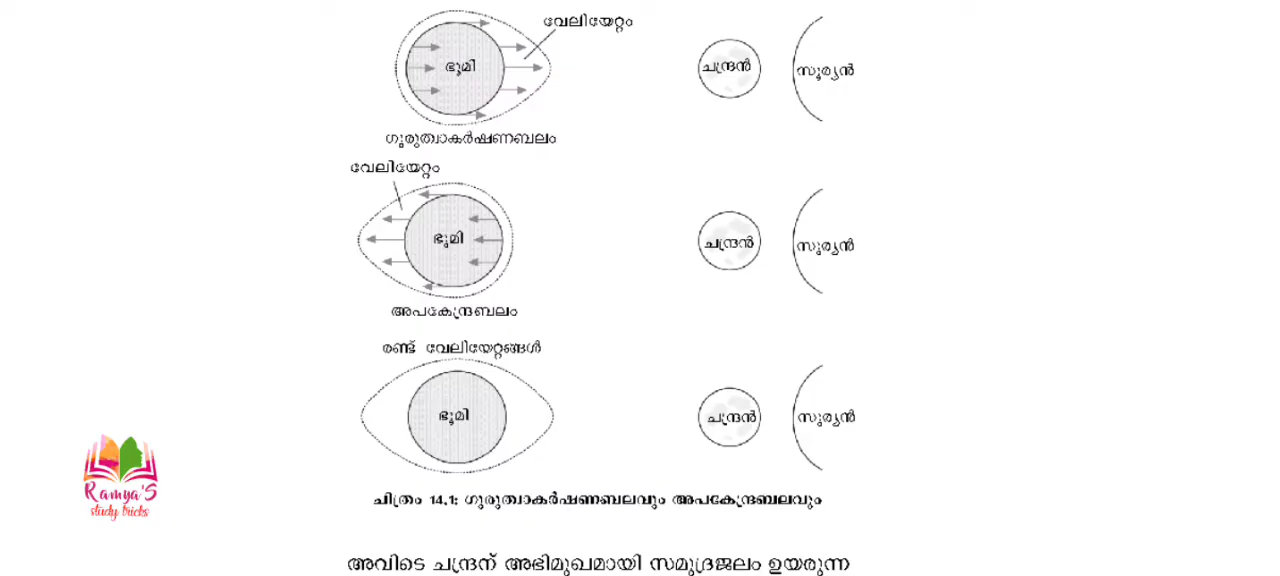 വേലിയേറ്റം
ഭൂമി
ചന്ദ്രൻ
സൂര്യൻ
ഗുരുത്വാകർഷണബലം
വേലിയേറ്റം
ഭൂമി
ചന്ദ്രൻ
സൂര്യൻ
അപകേന്ദ്രബലം
രണ്ട് വേലിയേറ്റങ്ങൾ
ഭൂമി
ചന്ദ്രൻ
സൂര്യൻ
Ramya'S
study tricks
ചിത്രം 14.1: ഗുരുത്വാകർഷണബലവും അപകേന്ദ്രബലവും
അവിടെ ചന്ദ്രന് അഭിമുഖമായി സമുദ്രജലം ഉയരുന്ന